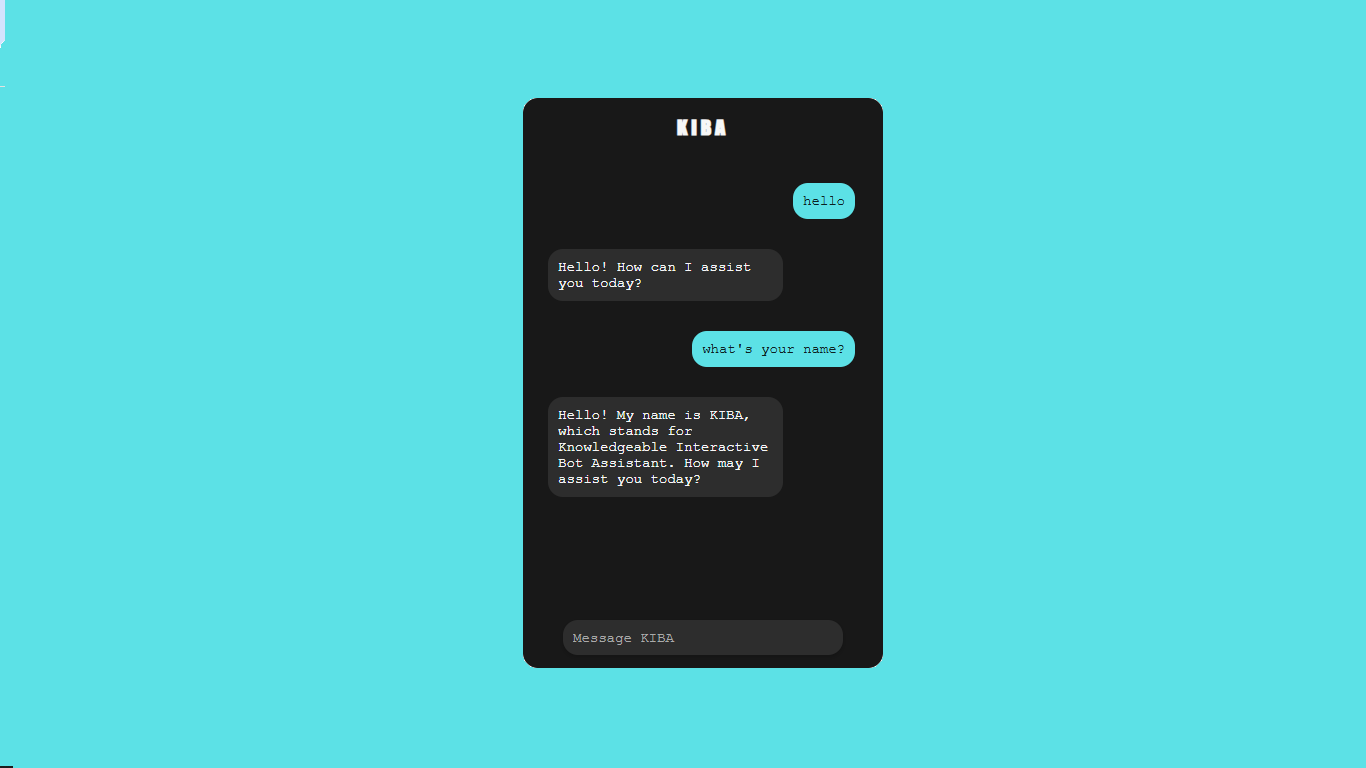 KIBA
hello
Hello! How can I assist
you today?
what's your name?
Hello! My name is KIBA,
which stands for
Knowledgeable Interactive
Bot Assistant. How may I
assist you today?
Message KIBA